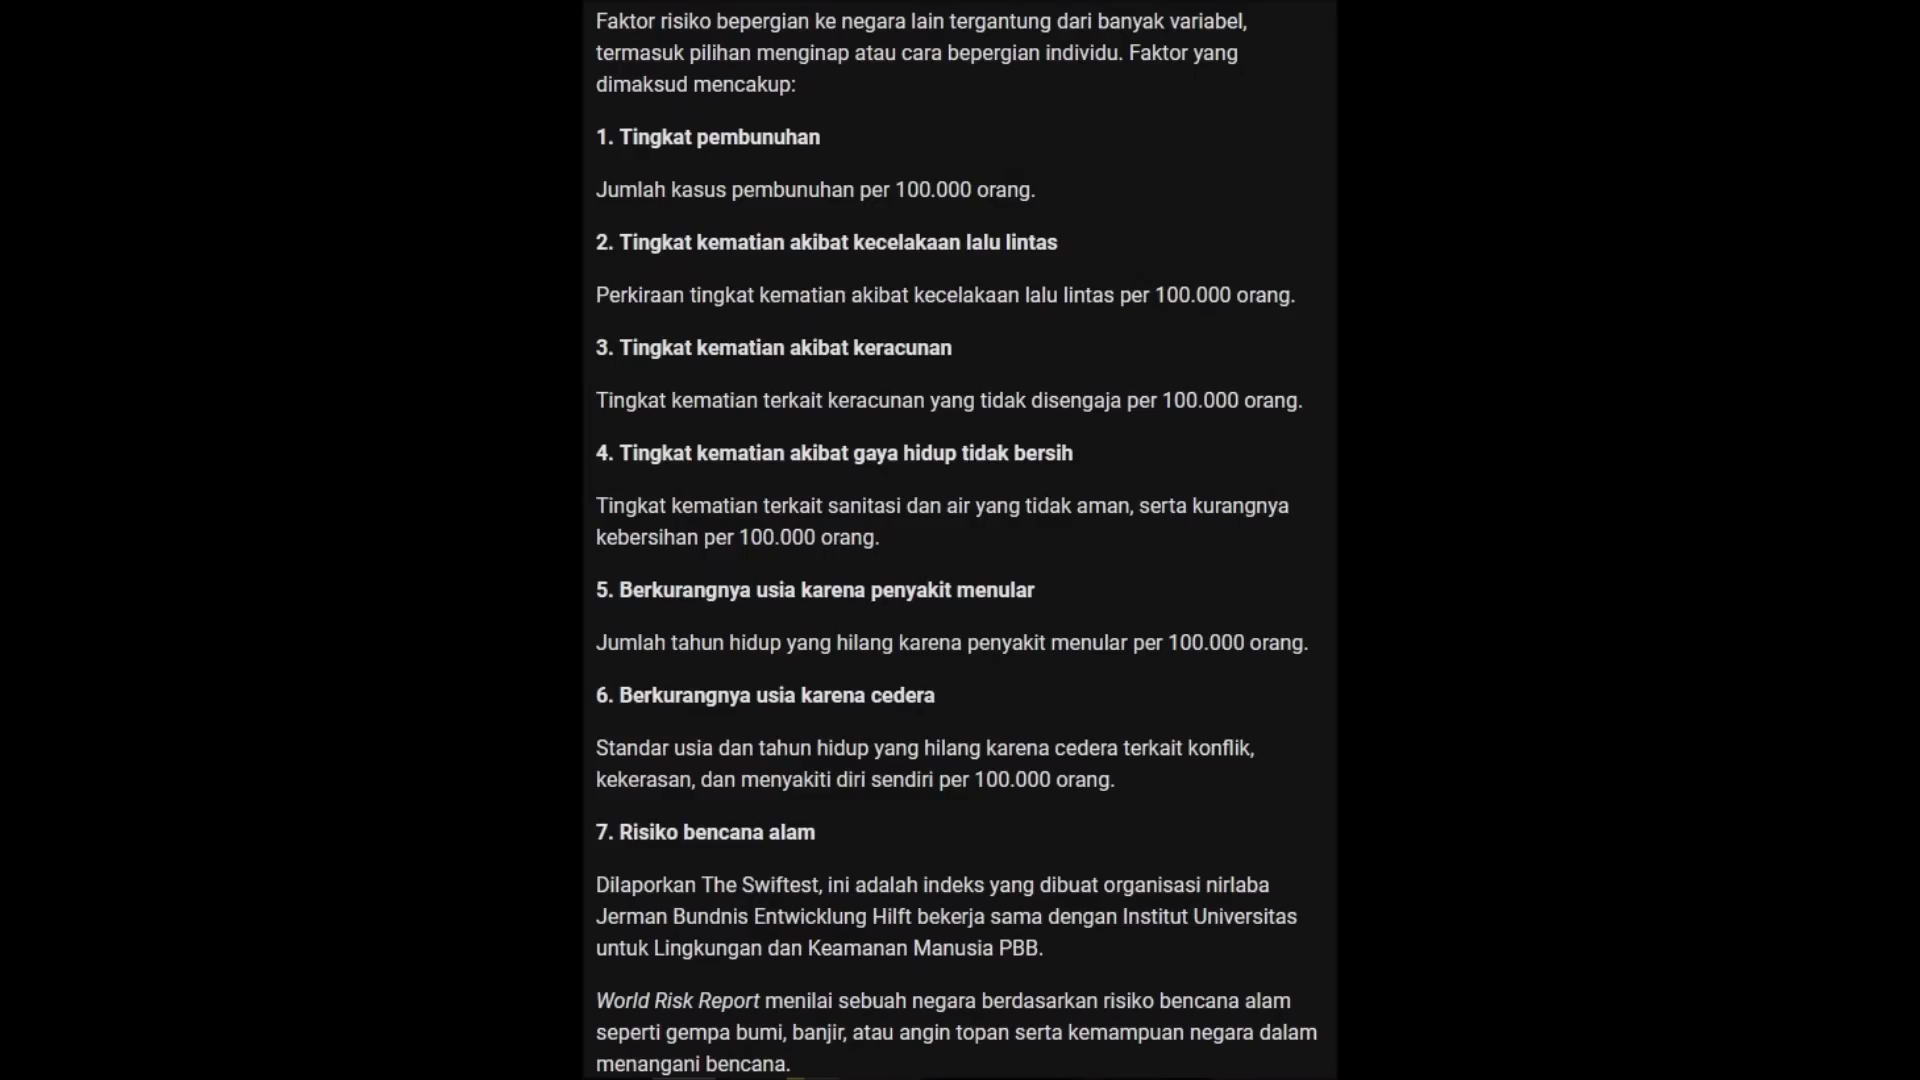 Faktor risiko bepergian ke negara lain tergantung dari banyak variabel,
termasuk pilihan menginap atau cara bepergian individu. Faktor yang
dimaksud mencakup:
1. Tingkat pembunuhan
Jumlah kasus pembunuhan per 100.000 orang.
2. Tingkat kematian akibat kecelakaan lalu lintas
Perkiraan tingkat kematian akibat kecelakaan lalu lintas per 100.000 orang.
3. Tingkat kematian akibat keracunan
Tingkat kematian terkait keracunan yang tidak disengaja per 100.000 orang.
4. Tingkat kematian akibat gaya hidup tidak bersih
Tingkat kematian terkait sanitasi dan air yang tidak aman, serta kurangnya
kebersihan per 100.000 orang.
5. Berkurangnya usia karena penyakit menular
Jumlah tahun hidup yang hilang karena penyakit menular per 100.000 orang.
6. Berkurangnya usia karena cedera
Standar usia dan tahun hidup yang hilang karena cedera terkait konflik,
kekerasan, dan menyakiti diri sendiri per 100.000 orang.
7. Risiko bencana alam
Dilaporkan The Swiftest, ini adalah indeks yang dibuat organisasi nirlaba
Jerman Bundnis Entwicklung Hilft bekerja sama dengan Institut Universitas
untuk Lingkungan dan Keamanan Manusia PBB.
World Risk Report menilai sebuah negara berdasarkan risiko bencana alam
seperti gempa bumi, banjir, atau angin topan serta kemampuan negara dalam
menangani bencana.